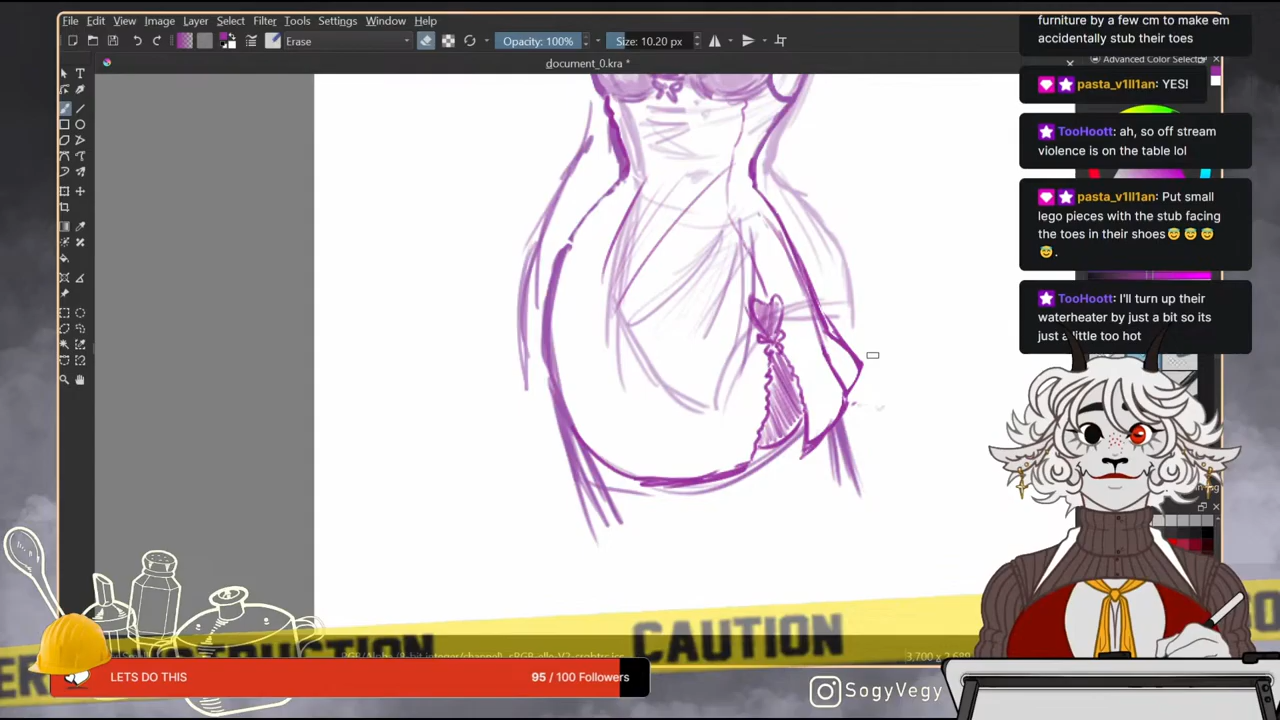 File Edit View Image Layer Select Filter Tools Settings Window Help
Erase
Opacity: 100%
Size: 10.20 px
document_0.kra *
Advanced Color Selec
furniture by a few cm to make em
accidentally stub their toes
pasta_v1ll1an: YES!
TooHoott: ah, so off stream
violence is on the table lol
pasta_v1ll1an: Put small
lego pieces with the stub facing
the toes in their shoes😇 😇 😇
😇 .
TooHoott: I'll turn up their
waterheater by just a bit so its
just a little too hot
CAUTION
LETS DO THIS
95 / 100 Followers
SogyVegy